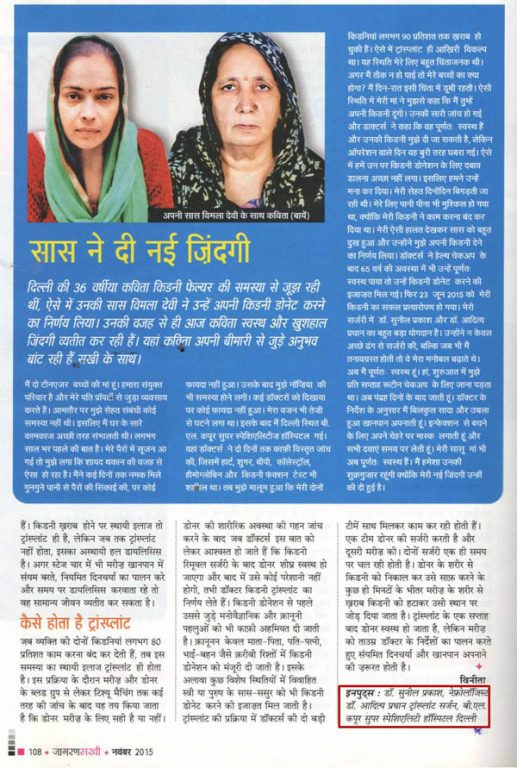 अपनी सास विमला देवी के साथ कविता (बायें)
सास ने दी नई ज़िंदगी
दिल्ली की 36 वर्षीया कविता किडनी फेल्यर की समस्या से जूझ रही
थीं, ऐसे में उनकी सास विमला देवी ने उन्हें अपनी किडनी डोनेट करने
का निर्णय लिया। उनकी वजह से ही आज कविता स्वस्थ और खुशहाल
ज़िंदगी व्यतीत कर रही हैं। यहां कविता अपनी बीमारी से जुड़े अनुभव
बांट रही हैं सखी के साथ।
मैं दो टीनएजर बच्चों की मां हूं। हमारा संयुक्त
परिवार है और मेरे पति प्रॉपर्टी से जुड़ा व्यवसाय
करते हैं। आमतौर पर मुझे सेहत संबंधी कोई
समस्या नहीं थी। इसलिए मैं घर के सारे
कामकाज अच्छी तरह संभालती थी। लगभग
साल भर पहले की बात है। मेरे पैरों में सूजन आ
गई तो मुझे लगा कि शायद थकान की वजह से
ऐसा हो रहा है। मैंने कई दिनों तक नमक मिले
गुनगुने पानी से पैरों की सिंकाई की, पर कोई
फ़ायदा नहीं हुआ। उसके बाद मुझे नॉज़िया की
भी समस्या होने लगी। कई डॉक्टरों को दिखाया
पर कोई फ़ायदा नहीं हुआ। मेरा वजन भी तेजी
से घटने लगा था। इसके बाद मैं दिल्ली स्थित बी.
एल. कपूर सुपर स्पेशिएलिटीज हॉस्पिटल गई।
वहां डॉक्टर्स ने दो दिनों तक काफ़ी विस्तृत जांच
की, जिसमें हार्ट, शुगर, बीपी, कॉलेस्ट्रॉल,
हीमोग्लोबिन और किडनी फंक्शन टेस्ट भी
शामिल था। तब मुझे मालूम हुआ कि मेरी दोनों
किडनियां लगभग 90 प्रतिशत तक ख़राब हो
चुकी हैं। ऐसे में ट्रांस्प्लांट ही आख़िरी विकल्प
था। यह स्थिति मेरे लिए बहुत चिंताजनक थी।
अगर मैं ठीक न हो पाई तो मेरे बच्चों का क्या
होगा? मैं दिन-रात इसी चिंता में डूबी रहती। ऐसी
स्थिति में मेरी मां ने मुझसे कहा कि मैं तुम्हें
अपनी किडनी दूंगी। उनकी सारी जांच हो गई
और डाक्टर्स ने कहा कि वह पूर्णतः स्वस्थ हैं
और उनकी किडनी मुझे दी जा सकती है, लेकिन
ऑपरेशन वाले दिन वह बुरी तरह घबरा गईं। ऐसे
में हमें उन पर किडनी डोनेशन के लिए दबाव
डालना अच्छा नहीं लगा। इसलिए हमने उन्हें
मना कर दिया। मेरी सेहत दिनोंदिन बिगड़ती जा
रही थी। मेरे लिए पानी पीना भी मुश्किल हो गया
था, क्योंकि मेरी किडनी ने काम करना बंद कर
दिया था। मेरी ऐसी हालत देखकर सास को बहुत
दुख हुआ और उन्होंने मुझे अपनी किडनी देने
का निर्णय लिया। डॉक्टर्स ने हेल्थ चेकअप के
बाद 65 वर्ष की अवस्था में भी उन्हें पूर्णतः
स्वस्थ पाया तो उन्हें किडनी डोनेट करने की
इजाजत मिल गई। फिर 23 जून 2015 को मेरी
किडनी का सफल प्रत्यारोपण हो गया। मेरी
सर्जरी में डॉ. सुनील प्रकाश और डॉ. आदित्य
प्रधान का बहुत बड़ा योगदान है। उन्होंने न केवल
अच्छे ढंग से सर्जरी की, बल्कि जब भी मैं
तनावग्रस्त होती तो वे मेरा मनोबल बढ़ाते थे।
अब मैं पूर्णतः स्वस्थ हूं। हां, शुरुआत में मुझे
प्रति सप्ताह रूटीन चेकअप के लिए जाना पड़ता
था। अब पंद्रह दिनों के बाद जाती हूं। डॉक्टर के
निर्देश के अनुसार मैं बिलकुल सादा और उबला
हुआ खानपान अपनाती हूं। इन्फेक्शन से बचने
के लिए अपने चेहरे पर मास्क लगाती हूं और
सभी दवाएं समय पर लेती हूं। मेरी सासू मां भी
अब पूर्णतः स्वस्थ हैं। मैं हमेशा उनकी
शुक्रगुजार रहूंगी क्योंकि मेरी नई ज़िंदगी उन्हीं
की दी हुई है।
हैं। किडनी ख़राब होने पर स्थायी इलाज तो
ट्रांस्प्लांट ही है, लेकिन जब तक ट्रांस्प्लांट
नहीं होता, इसका अस्थायी हल डायलिसिस
है। अगर स्टेज चार में भी मरीज़ खानपान में
संयम बरते, नियमित दिनचर्या का पालन करे
और समय पर डायलिसिस करवाता रहे तो
वह सामान्य जीवन व्यतीत कर सकता है।
कैसे होता है ट्रांस्प्लांट
जब व्यक्ति की दोनों किडनियां लगभग 80
प्रतिशत काम करना बंद कर देती हैं, तब इस
समस्या का स्थायी इलाज ट्रांस्प्लांट ही होता
है। इस प्रक्रिया के दौरान मरीज़ और डोनर
के ब्लड ग्रुप से लेकर टिश्यू मैचिंग तक कई
तरह की जांच के बाद यह तय किया जाता
है कि डोनर मरीज़ के लिए सही है या नहीं।
डोनर की शारीरिक अवस्था की गहन जांच
करने के बाद जब डॉक्टर्स इस बात को
लेकर आश्वस्त हो जाते हैं कि किडनी
रिमूवल सर्जरी के बाद डोनर शीघ्र स्वस्थ हो
जाएगा और बाद में उसे कोई परेशानी नहीं
होगी, तभी डॉक्टर किडनी ट्रांस्प्लांट का
निर्णय लेते हैं। किडनी डोनेशन से पहले
उससे जुड़े मनोवैज्ञानिक और क़ानूनी
पहलुओं को भी काफ़ी अहमियत दी जाती
है। क़ानूनन केवल माता-पिता, पति-पत्नी,
भाई-बहन जैसे क़रीबी रिश्तों में किडनी
डोनेशन को मंजूरी दी जाती है। इसके
अलावा कुछ विशेष स्थितियों में विवाहित
स्त्री या पुरुष के सास-ससुर को भी किडनी
डोनेट करने की इजाज़त मिल जाती है।
ट्रांस्प्लांट की प्रक्रिया में डॉक्टर्स की दो बड़ी
टीमें साथ मिलकर काम कर रही होती हैं।
एक टीम डोनर की सर्जरी करती है और
दूसरी मरीज़ की। दोनों सर्जरी एक ही समय
पर चल रही होती है। डोनर के शरीर से
किडनी को निकाल कर उसे साफ़ करने के
कुछ ही मिनटों के भीतर मरीज़ के शरीर से
ख़राब किडनी को हटाकर उसी स्थान पर
जोड़ दिया जाता है। ट्रांस्प्लांट के एक सप्ताह
बाद डोनर स्वस्थ हो जाता है, लेकिन मरीज़
को ताउम्र डॉक्टर के निर्देशों का पालन करते
हुए संयमित दिनचर्या और खानपान अपनाने
की ज़रूरत होती है।
विनीता
इनपुट्स : डॉ. सुनील प्रकाश, नेफ्रोलॉजिस्ट
डॉ. आदित्य प्रधान ट्रांस्प्लांट सर्जन, बी.एल.
कपूर सुपर स्पेशिएलिटी हॉस्पिटल दिल्ली
108 • जागरण सखी • नवंबर 2015